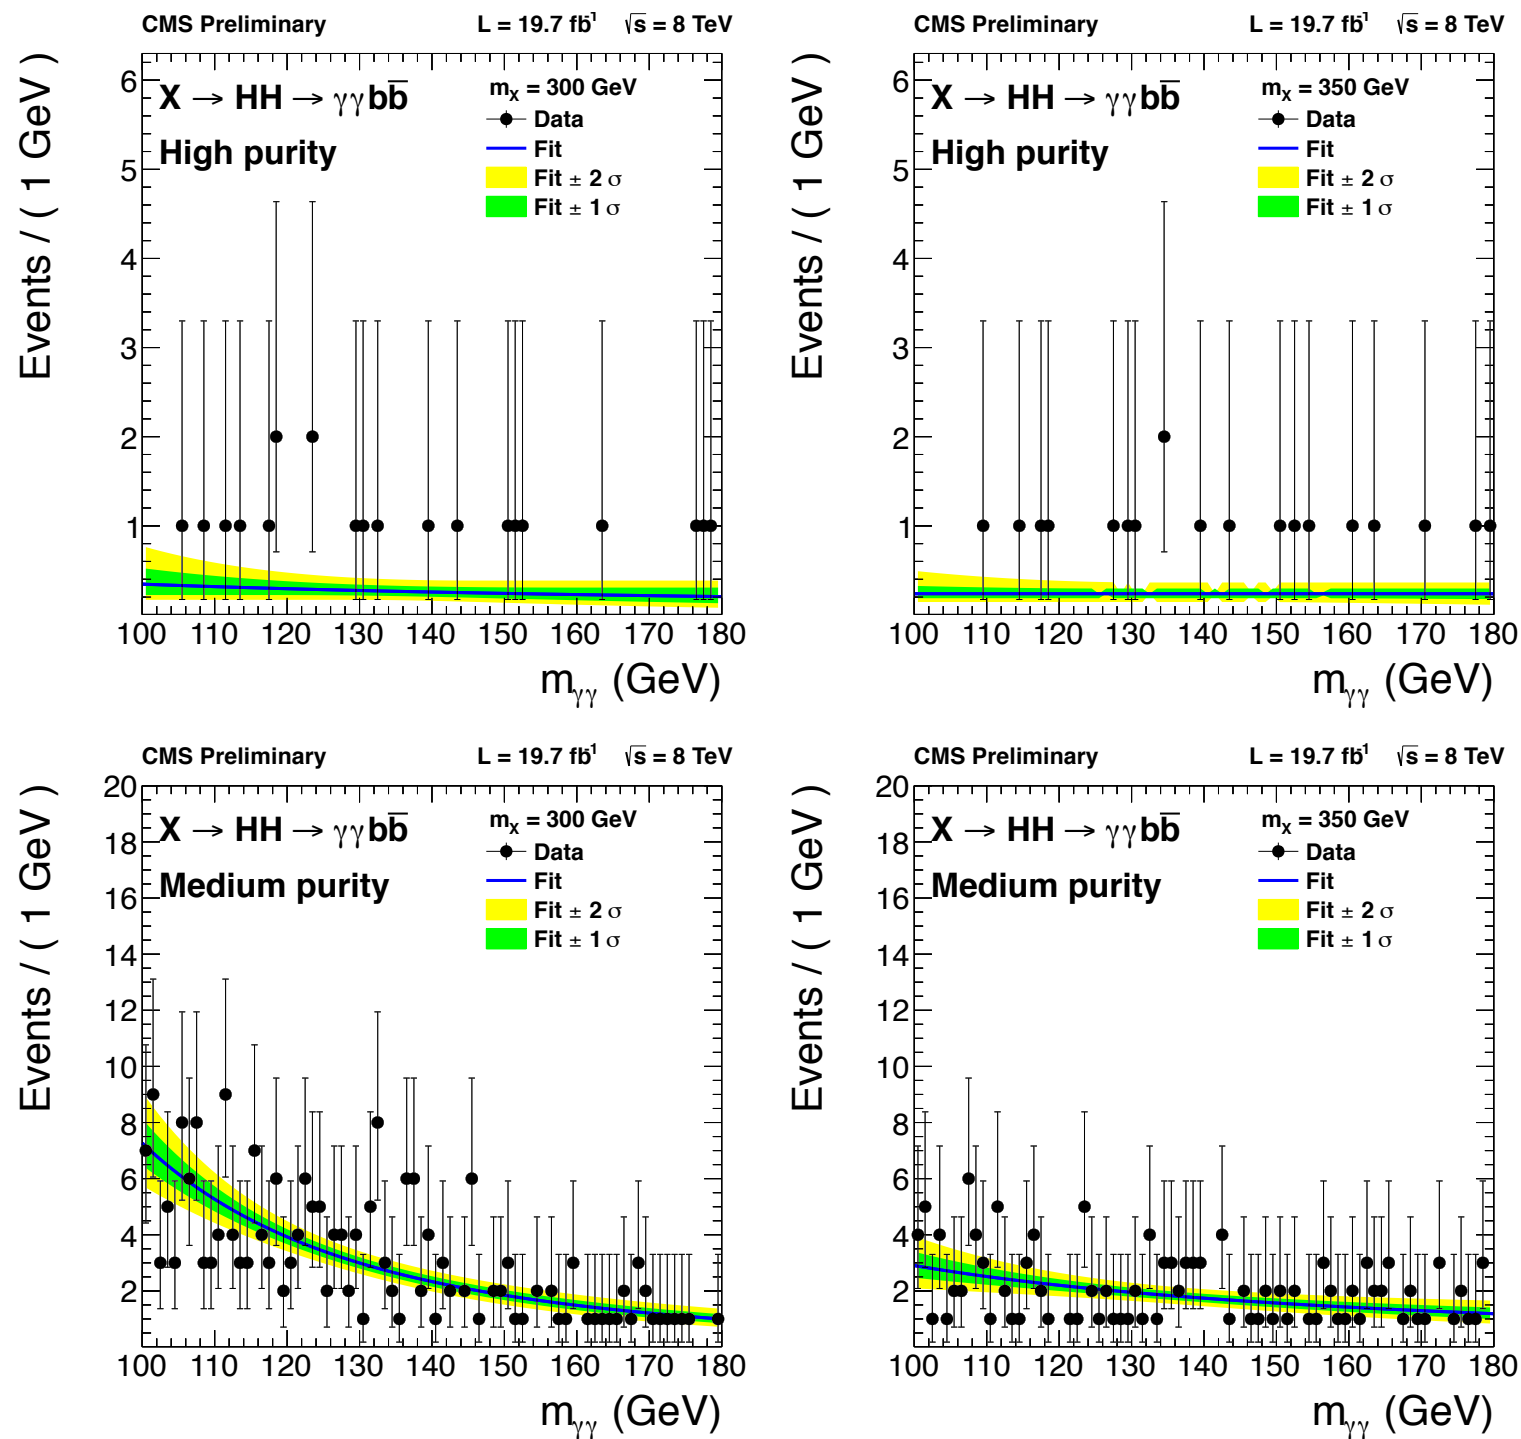 CMS Preliminary L = 19.7 fb⁻¹ √s = 8 TeV
X → HH → γγbb̅
High purity
m_X = 300 GeV
Data
Fit
Fit ± 2 σ
Fit ± 1 σ
Events / ( 1 GeV )
6
5
4
3
2
1
100 110 120 130 140 150 160 170 180
m_γγ (GeV)
CMS Preliminary L = 19.7 fb⁻¹ √s = 8 TeV
X → HH → γγbb̅
High purity
m_X = 350 GeV
Data
Fit
Fit ± 2 σ
Fit ± 1 σ
Events / ( 1 GeV )
6
5
4
3
2
1
100 110 120 130 140 150 160 170 180
m_γγ (GeV)
CMS Preliminary L = 19.7 fb⁻¹ √s = 8 TeV
X → HH → γγbb̅
Medium purity
m_X = 300 GeV
Data
Fit
Fit ± 2 σ
Fit ± 1 σ
Events / ( 1 GeV )
20
18
16
14
12
10
8
6
4
2
100 110 120 130 140 150 160 170 180
m_γγ (GeV)
CMS Preliminary L = 19.7 fb⁻¹ √s = 8 TeV
X → HH → γγbb̅
Medium purity
m_X = 350 GeV
Data
Fit
Fit ± 2 σ
Fit ± 1 σ
Events / ( 1 GeV )
20
18
16
14
12
10
8
6
4
2
100 110 120 130 140 150 160 170 180
m_γγ (GeV)